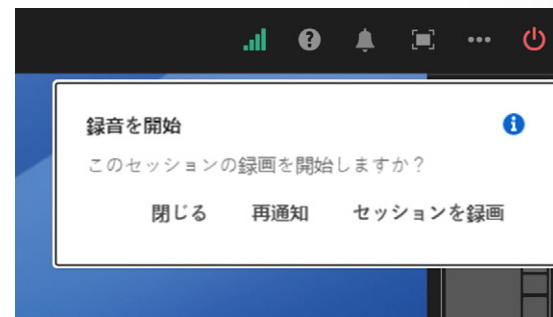 録音を開始
このセッションの録画を開始しますか？
閉じる 再通知 セッションを録画